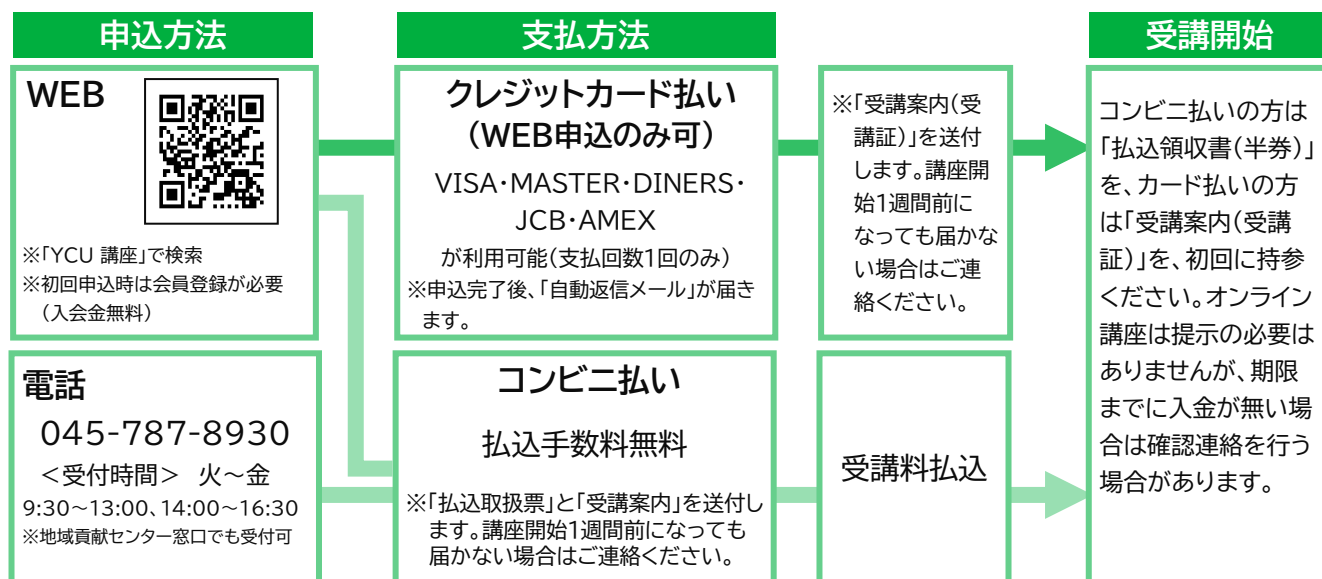 申込方法
支払方法
受講開始
WEB
※「YCU 講座」で検索
※初回申込時は会員登録が必要
(入会金無料)
クレジットカード払い
(WEB申込のみ可)
VISA・MASTER・DINERS・
JCB・AMEX
が利用可能(支払回数1回のみ)
※申込完了後、「自動返信メール」が届き
ます。
※「受講案内(受
講証)」を送付
します。講座開
始1週間前に
なっても届かな
い場合はご連
絡ください。
コンビニ払いの方は
「払込領収書(半券)」
を、カード払いの方
は「受講案内(受講
証)」を、初回に持参
ください。オンライン
講座は提示の必要は
ありませんが、期限
までに入金が無い場
合は確認連絡を行う
場合があります。
電話
045-787-8930
<受付時間> 火~金
9:30~13:00、14:00~16:30
※地域貢献センター窓口でも受付可
コンビニ払い
払込手数料無料
※「払込取扱票」と「受講案内」を送付し
ます。講座開始1週間前になっても
届かない場合はご連絡ください。
受講料払込